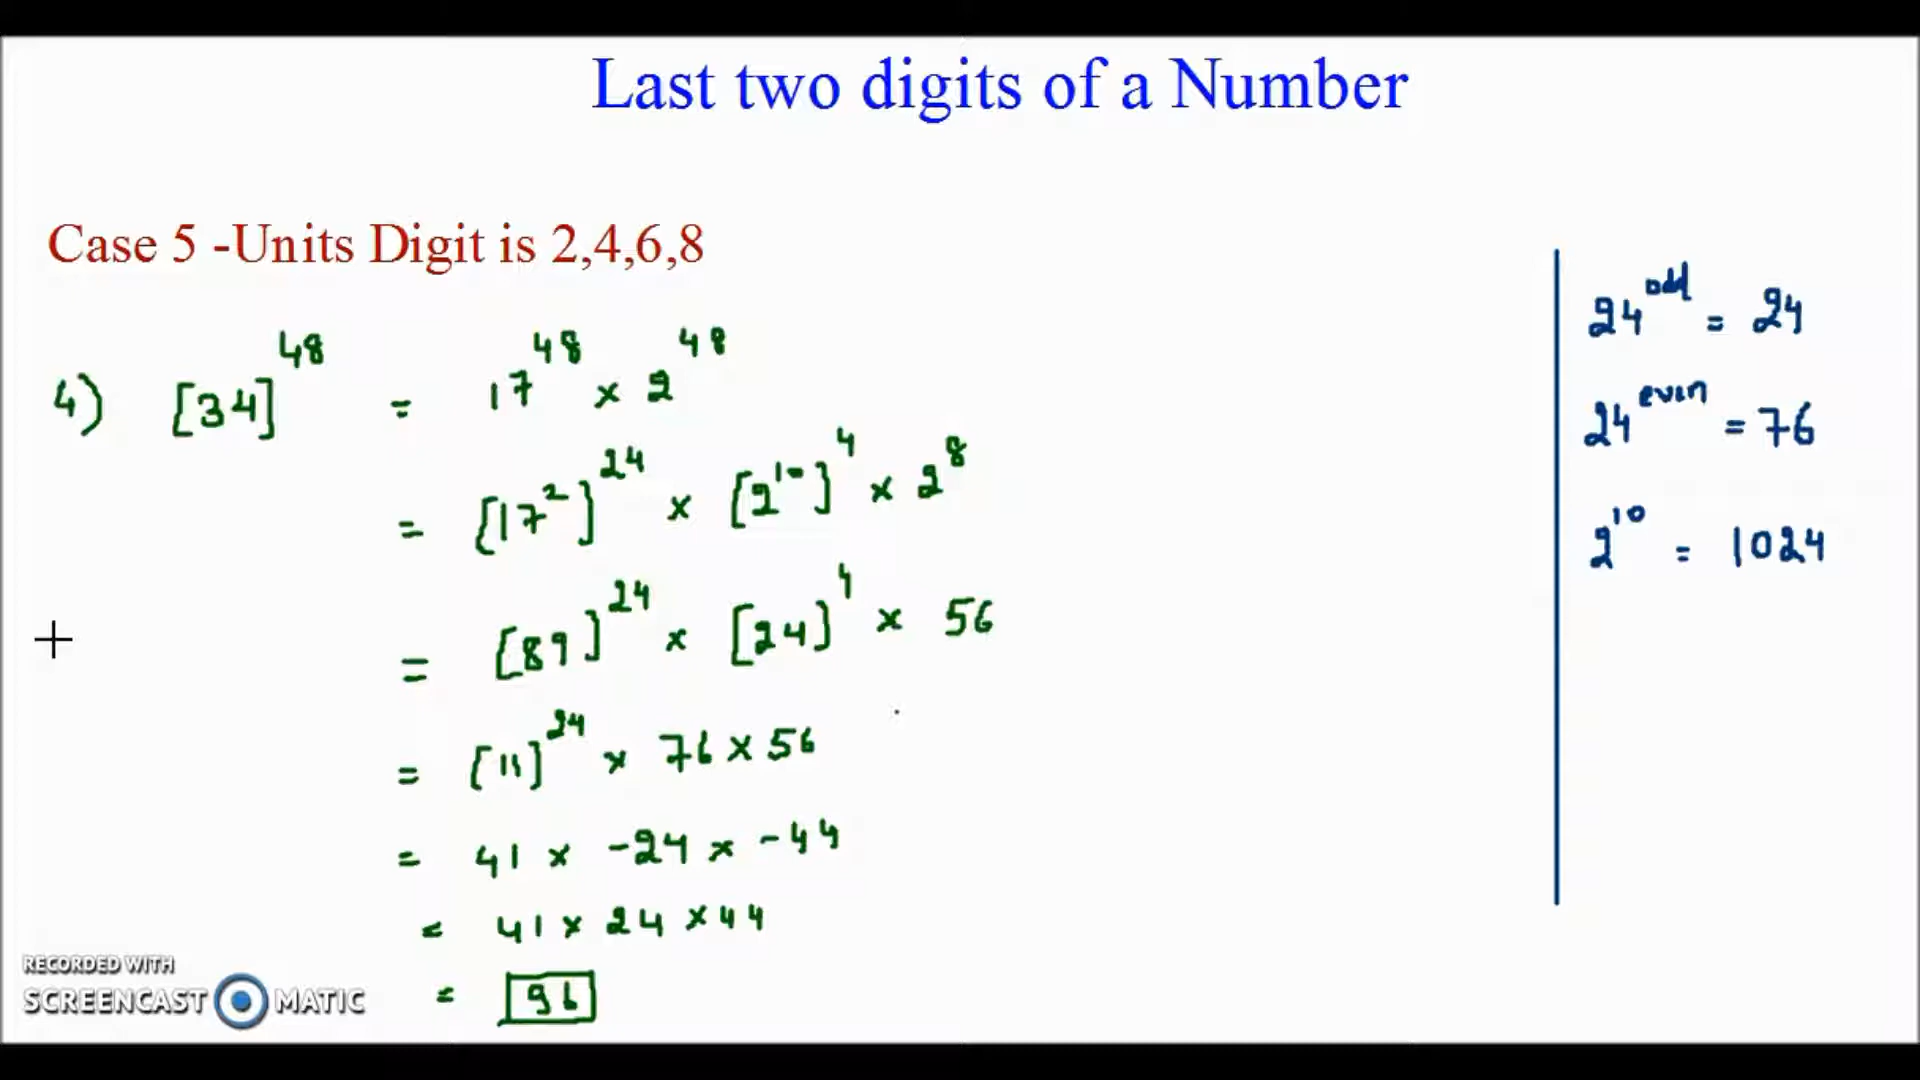 Last two digits of a Number
Case 5 -Units Digit is 2,4,6,8
4) [34]^48 = 17^48 × 2^48
= [17^2]^24 × [2^10]^4 × 2^8
= [89]^24 × [24]^4 × 56
= [11]^24 × 76 × 56
= 41 × -24 × -44
= 41 × 24 × 44
= 96
24^odd = 24
24^even = 76
2^10 = 1024
RECORDED WITH
SCREENCAST MATIC